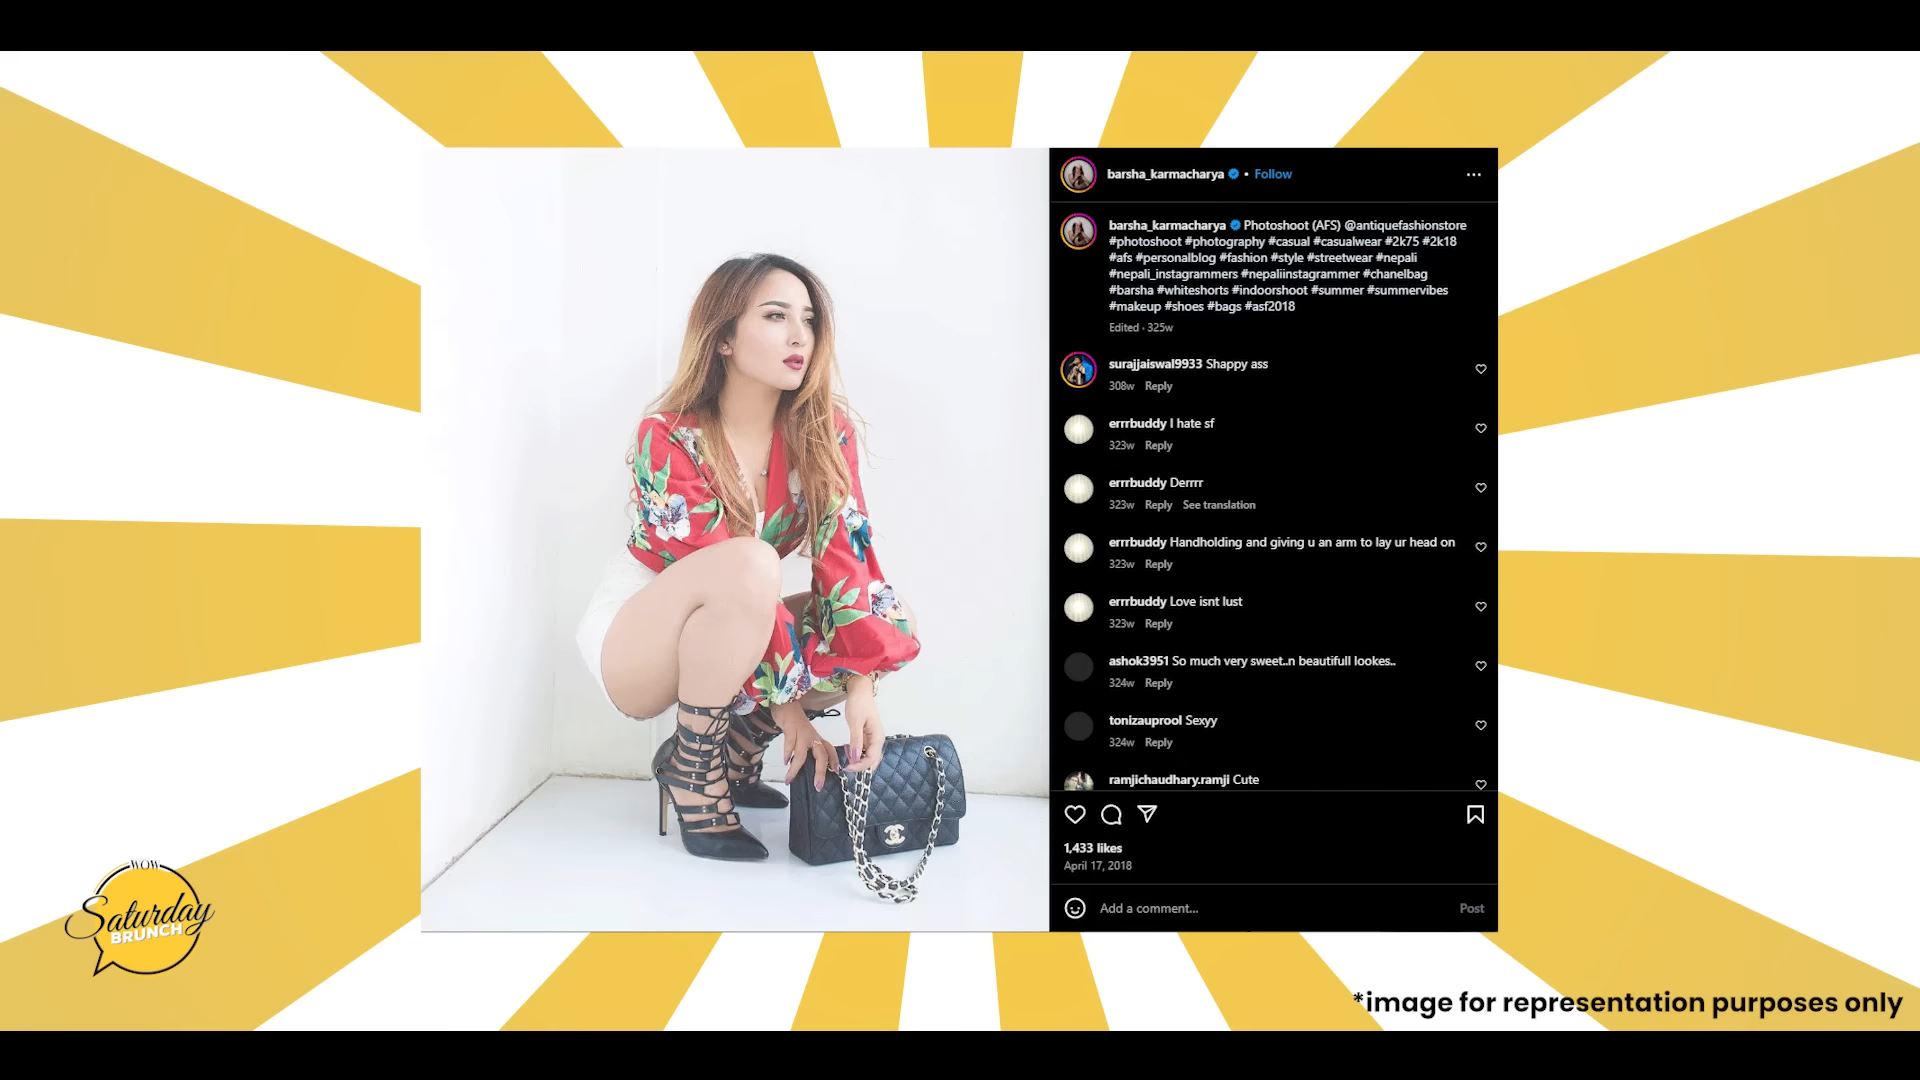 barsha_karmacharya • Follow
barsha_karmacharya Photoshoot (AFS) @antiquefashionstore
#photoshoot #photography #casual #casualwear #2k75 #2k18
#afs #personalblog #fashion #style #streetwear #nepali
#nepali_instagrammers #nepaliinstagrammer #chanelbag
#barsha #whiteshorts #indoorshoot #summer #summervibes
#makeup #shoes #bags #asf2018
Edited · 325w
surajjaiswal9933 Shappy ass
308w Reply
errrbuddy I hate sf
323w Reply
errrbuddy Derrrr
323w Reply See translation
errrbuddy Handholding and giving u an arm to lay ur head on
323w Reply
errrbuddy Love isnt lust
323w Reply
ashok3951 So much very sweet..n beautifull lookes..
324w Reply
tonizauprool Sexyy
324w Reply
ramjichaudhary.ramji Cute
1,433 likes
April 17, 2018
Add a comment... Post
WOW
Saturday
BRUNCH
*image for representation purposes only